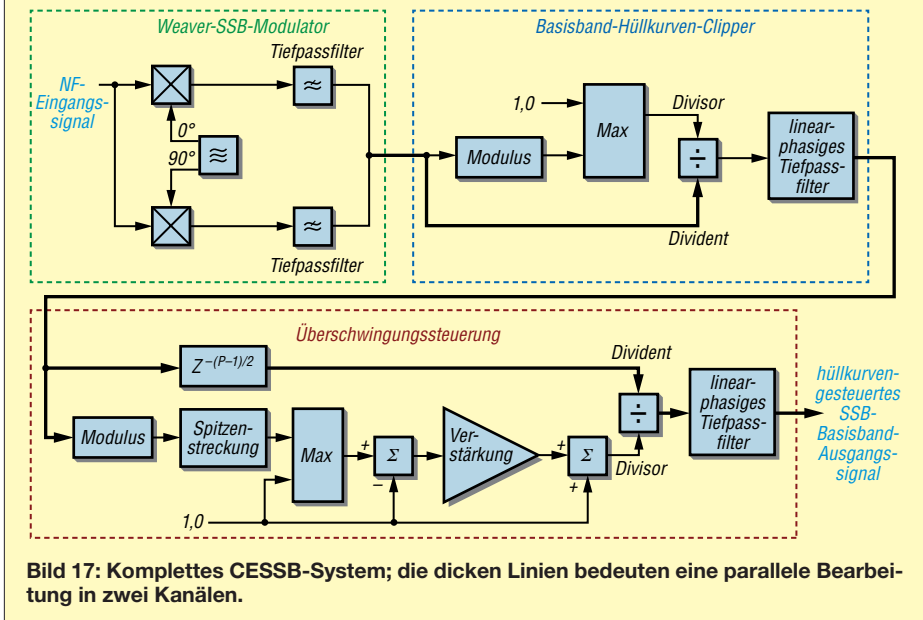 Weaver-SSB-Modulator
NF-
Eingangs-
signal
0°
90°
Tiefpassfilter
≈
≋
≈
Tiefpassfilter
Basisband-Hüllkurven-Clipper
1,0
Modulus
Max
Divisor
÷
Divident
linear-
phasiges
Tiefpass-
filter
Überschwingungssteuerung
Z^–(P–1)/2
Modulus
Spitzen-
streckung
Max
1,0
+
Σ
–
Ver-
stärkung
+
Σ
+
Divident
÷
Divisor
linear-
phasiges
Tiefpass-
filter
hüllkurven-
gesteuertes
SSB-
Basisband-
Ausgangs-
signal
Bild 17: Komplettes CESSB-System; die dicken Linien bedeuten eine parallele Bearbei-
tung in zwei Kanälen.